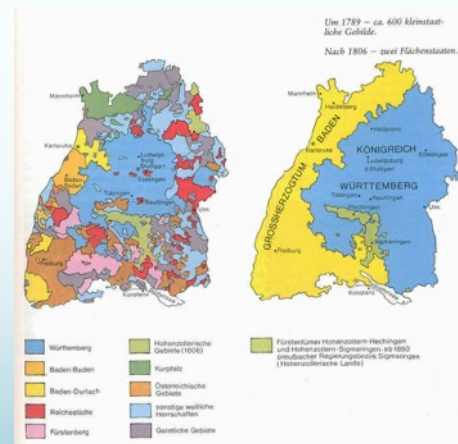 Um 1789 – ca. 600 kleinstaat-
liche Gebilde.
Nach 1806 – zwei Flächenstaaten.
Mannheim
Karlsruhe
Baden-
Baden
Ludwigs-
burg
Stuttgart
Esslingen
Tübingen
Reutlingen
Ulm
Freiburg
Konstanz
Mannheim
Heidelberg
Karlsruhe
GROSSHERZOGTUM BADEN
Heilbronn
KÖNIGREICH
Ludwigsburg
Stuttgart
Ellwangen
WÜRTTEMBERG
Tübingen
Reutlingen
Hechingen
Ulm
Sigmaringen
Freiburg
Konstanz
Württemberg
Baden-Baden
Baden-Durlach
Reichsstädte
Fürstenberg
Hohenzollerische
Gebiete (1806)
Kurpfalz
Österreichische
Gebiete
sonstige weltliche
Herrschaften
Geistliche Gebiete
Fürstentümer Hohenzollern-Hechingen
und Hohenzollern-Sigmaringen, ab 1850
preußischer Regierungsbezirk Sigmaringen
(Hohenzollerische Lande)